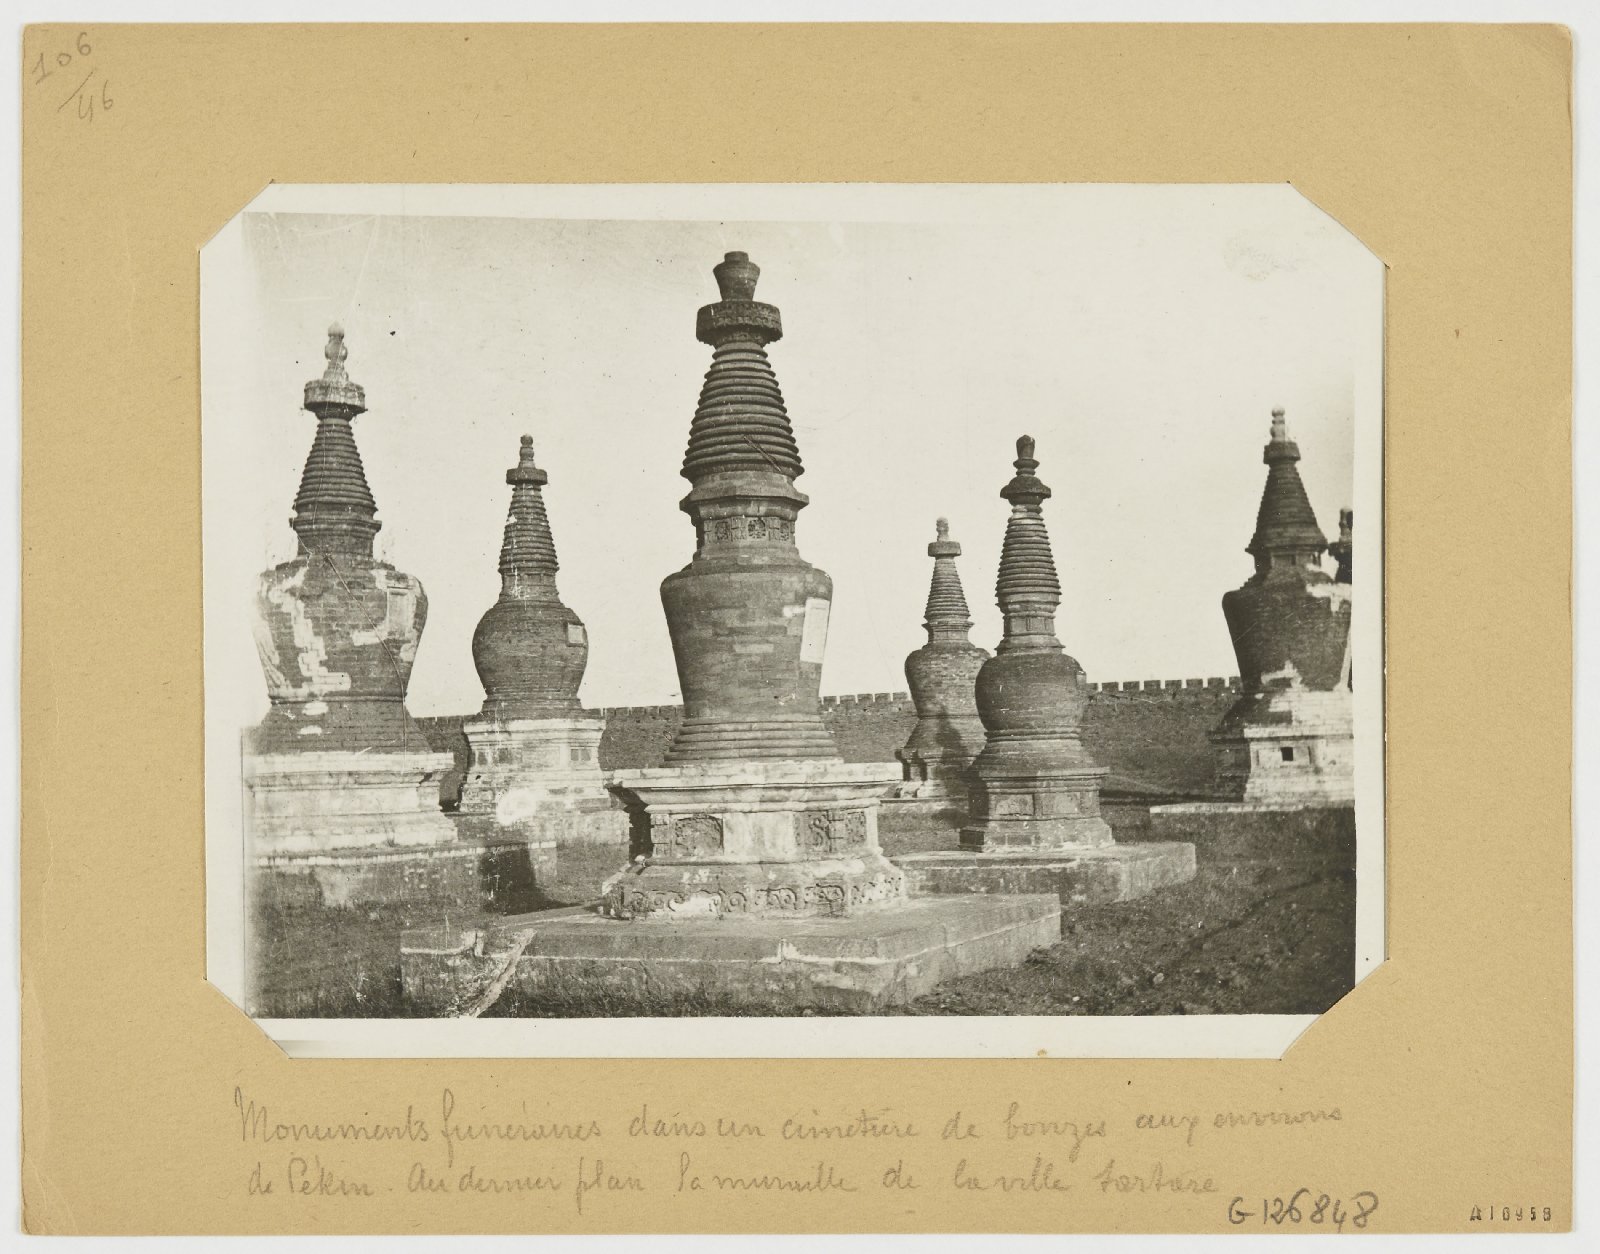 106
/46
Monuments funéraires dans un cimetière de bonzes aux environs
de Pékin. Au dernier plan la muraille de la ville tartare
G 126848
A10958